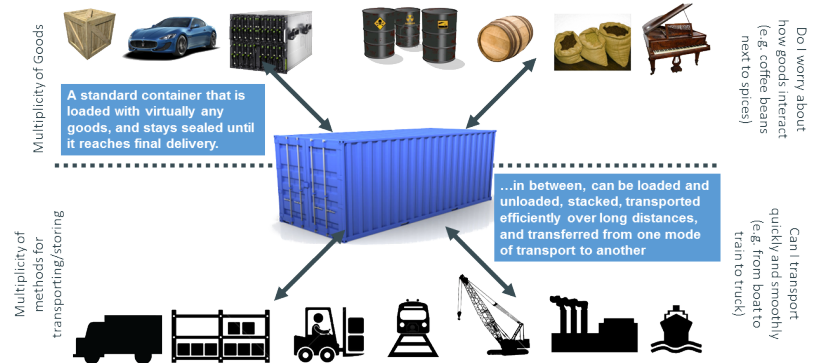 Multiplicity of Goods
Do I worry about
how goods interact
(e.g. coffee beans
next to spices)
A standard container that is
loaded with virtually any
goods, and stays sealed until
it reaches final delivery.
…in between, can be loaded and
unloaded, stacked, transported
efficiently over long distances,
and transferred from one mode
of transport to another
Multiplicity of
methods for
transporting/storing
Can I transport
quickly and smoothly
(e.g. from boat to
train to truck)